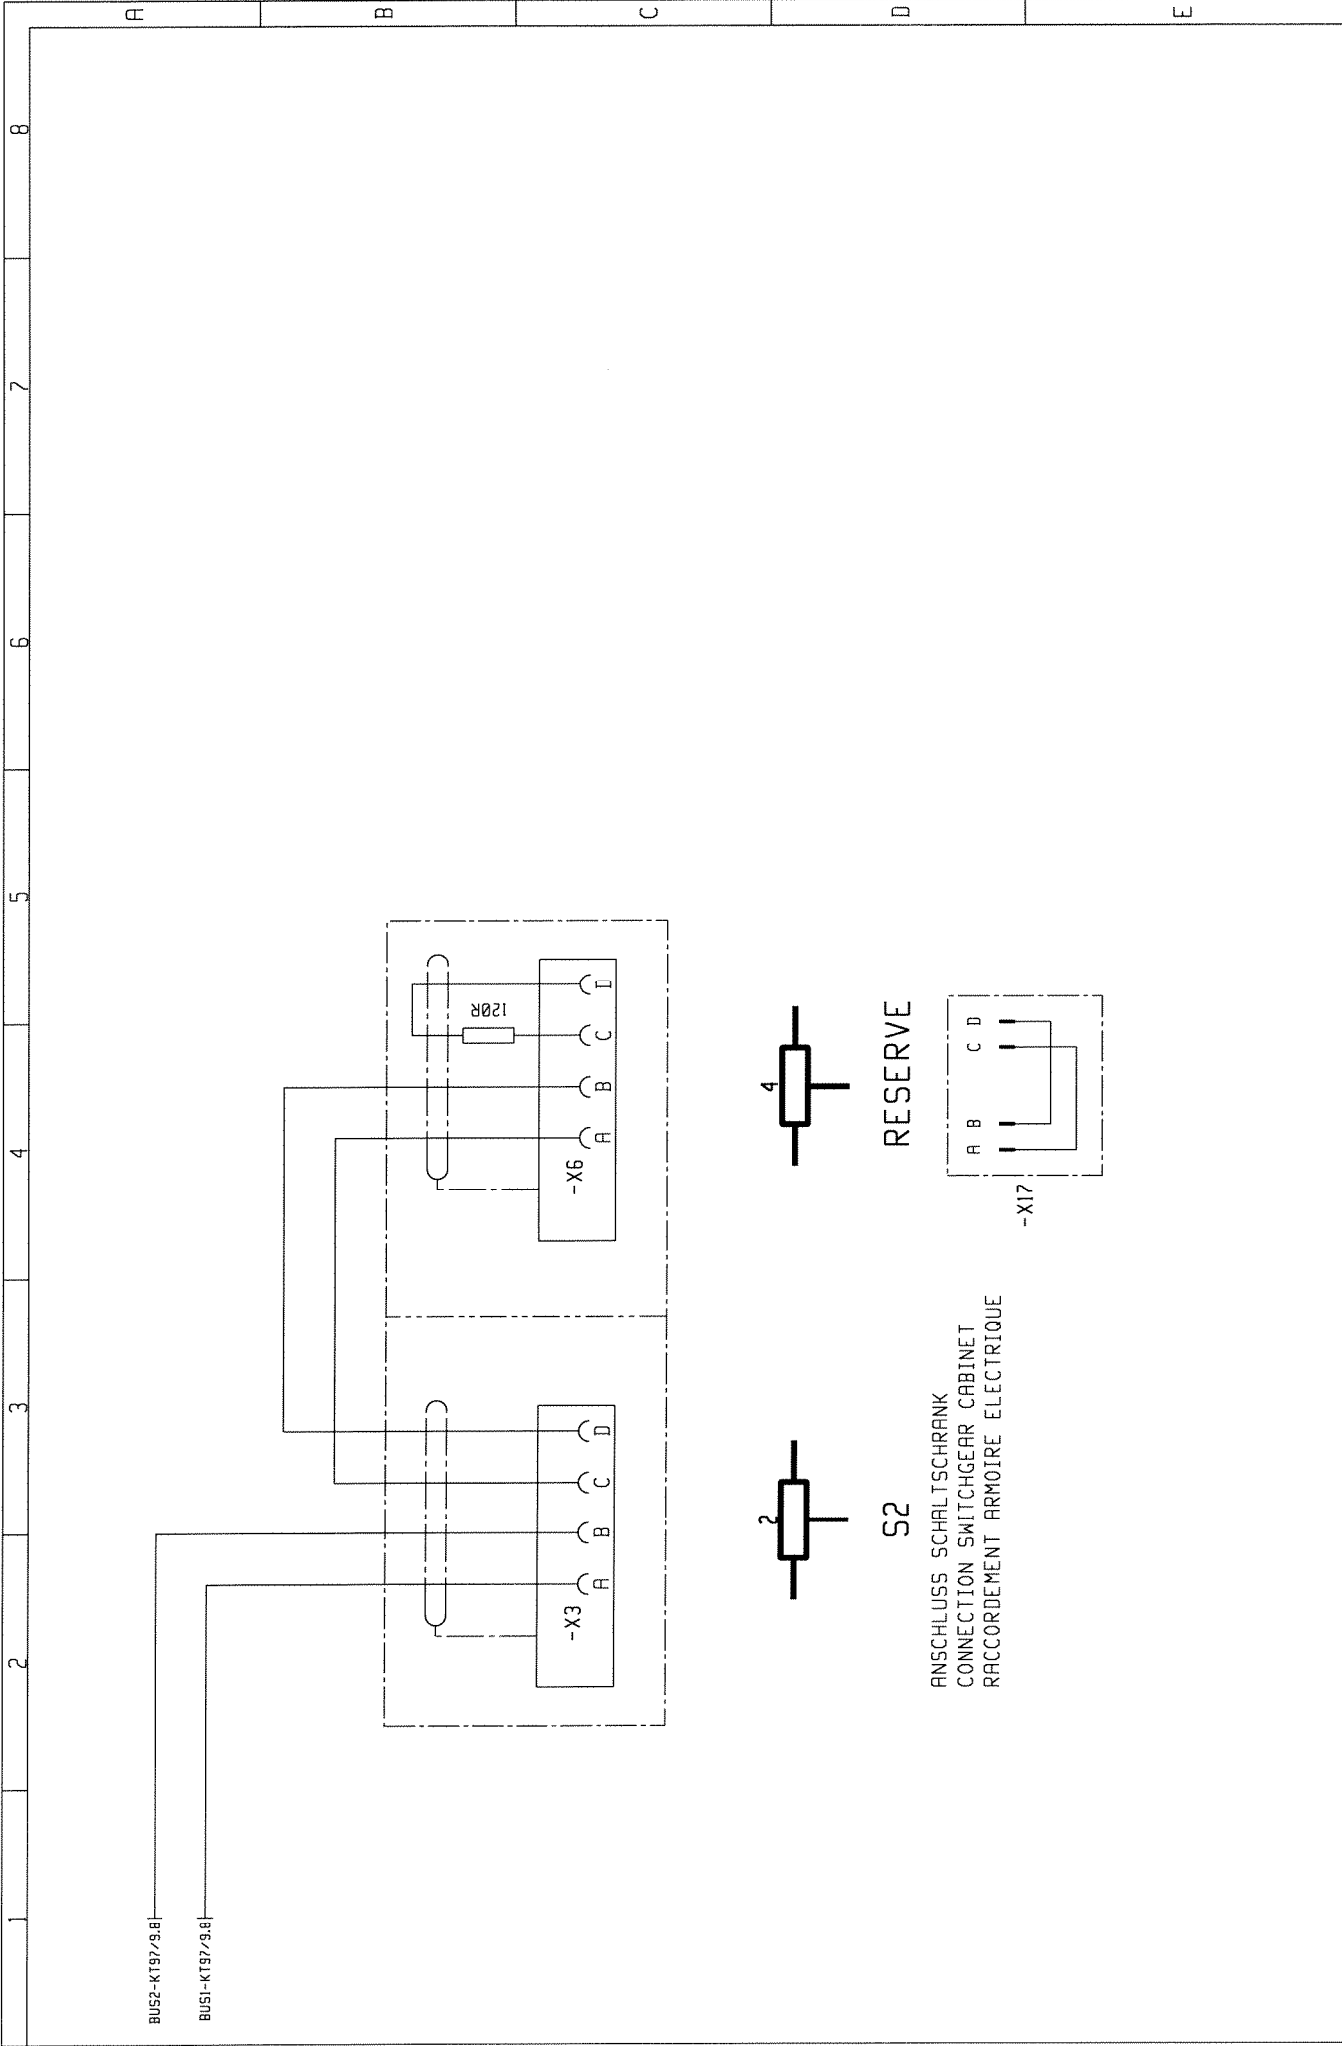 1 2 3 4 5 6 7 8
A
B
C
D
E
BUS2-KT97/9.8
BUS1-KT97/9.8
120R
-X3 A B C D
-X6 A B C D
2
4
S2
RESERVE
ANSCHLUSS SCHALTSCHRANK
CONNECTION SWITCHGEAR CABINET
RACCORDEMENT ARMOIRE ELECTRIQUE
A B C D
-X17